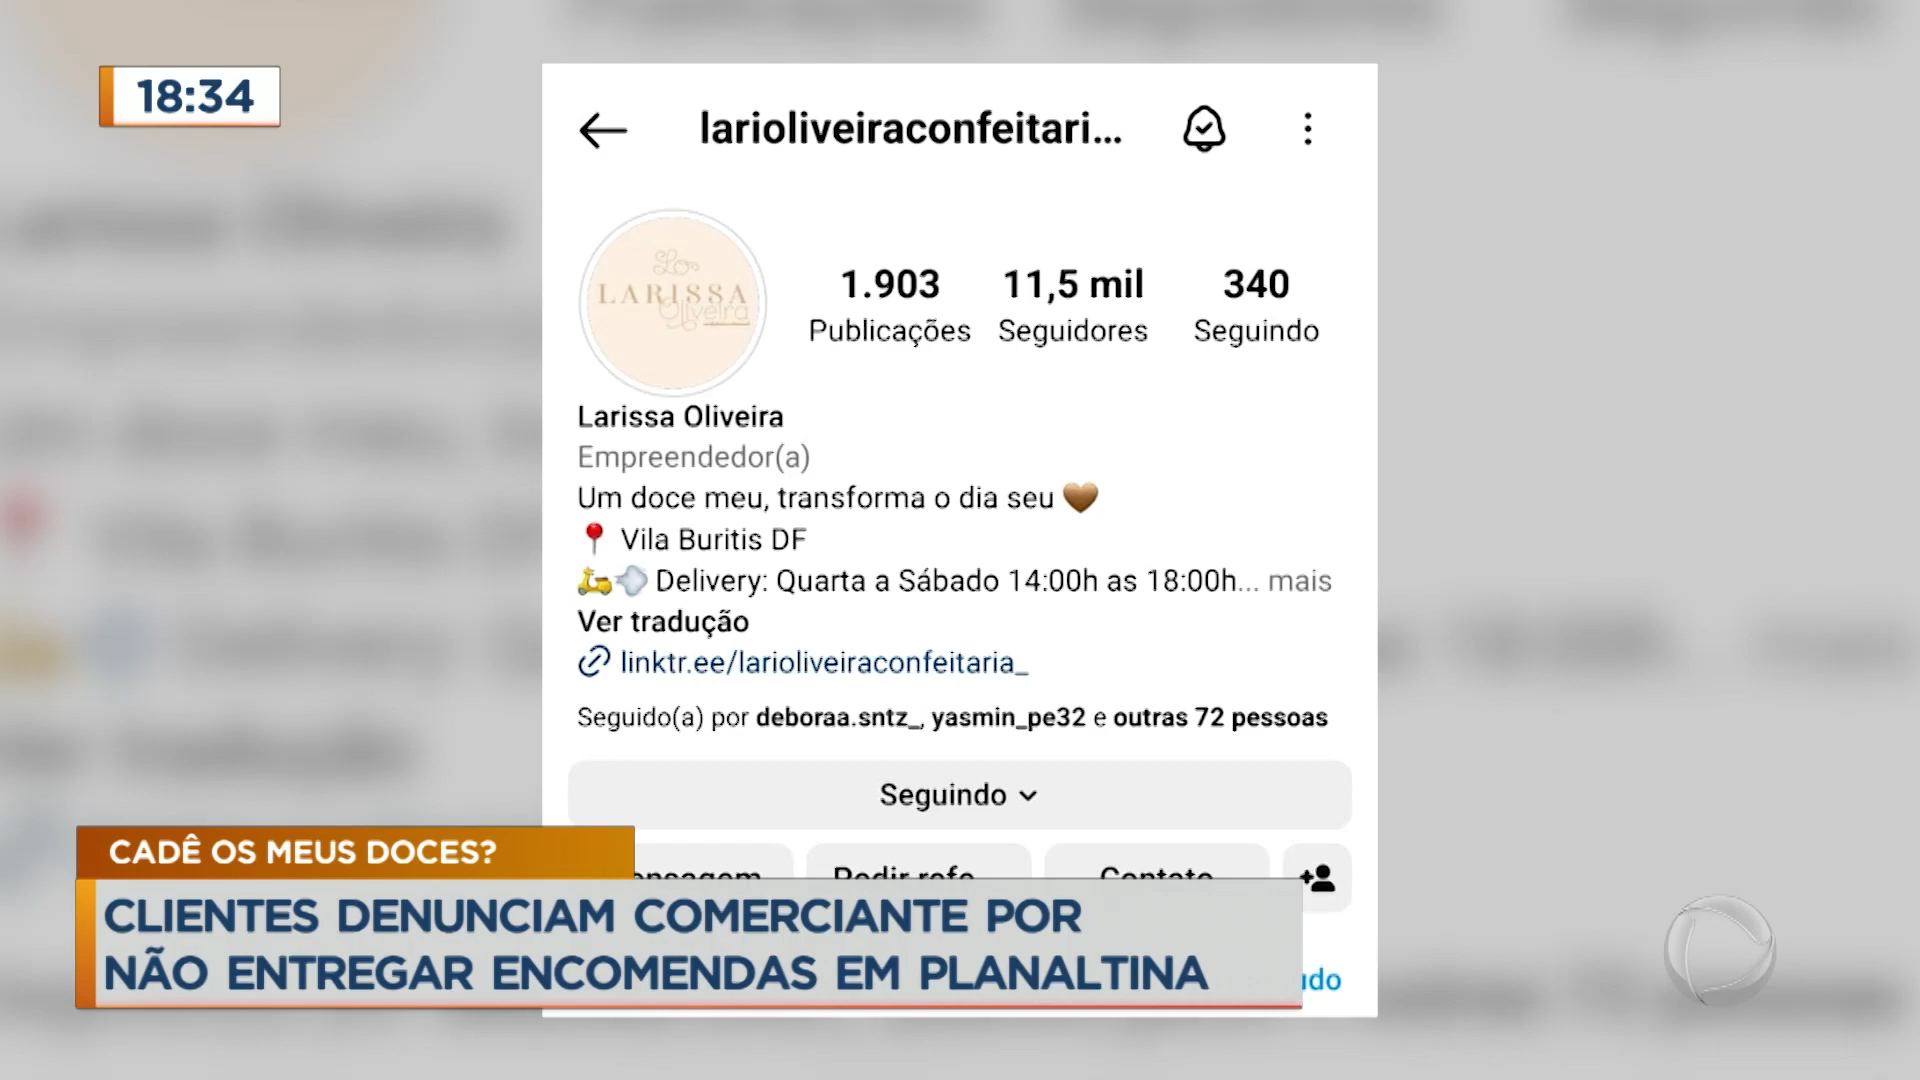 18:34
larioliveiraconfeitari...
LARISSA
Oliveira
1.903
11,5 mil
340
Publicações
Seguidores
Seguindo
Larissa Oliveira
Empreendedor(a)
Um doce meu, transforma o dia seu
Vila Buritis DF
Delivery: Quarta a Sábado 14:00h as 18:00h... mais
Ver tradução
linktr.ee/larioliveiraconfeitaria_
Seguido(a) por deboraa.sntz_, yasmin_pe32 e outras 72 pessoas
Seguindo
Contato
CADÊ OS MEUS DOCES?
CLIENTES DENUNCIAM COMERCIANTE POR
NÃO ENTREGAR ENCOMENDAS EM PLANALTINA